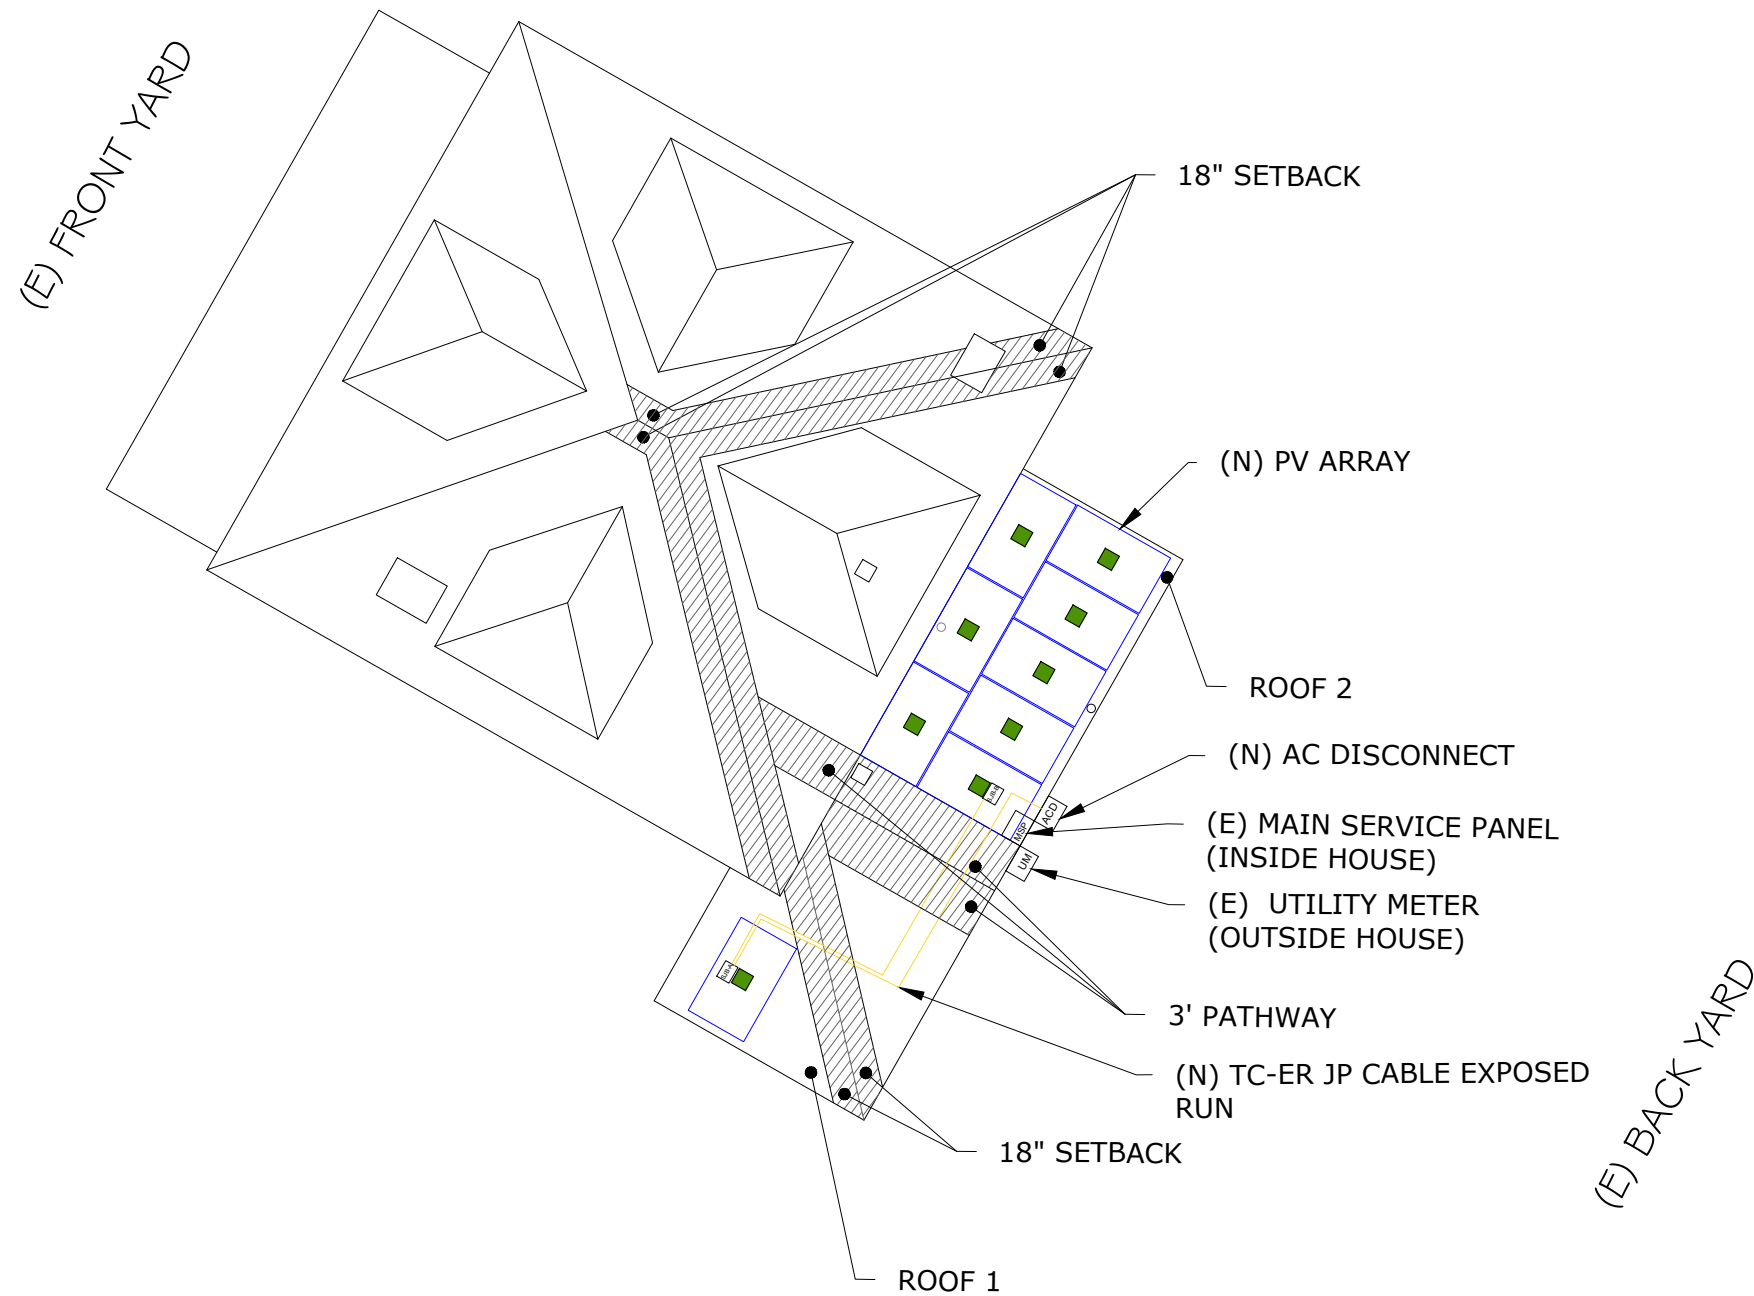 (E) FRONT YARD
18" SETBACK
(N) PV ARRAY
ROOF 2
(N) AC DISCONNECT
(E) MAIN SERVICE PANEL
(INSIDE HOUSE)
(E) UTILITY METER
(OUTSIDE HOUSE)
ACD
MSP
UM
3' PATHWAY
(N) TC-ER JP CABLE EXPOSED
RUN
18" SETBACK
ROOF 1
(E) BACK YARD